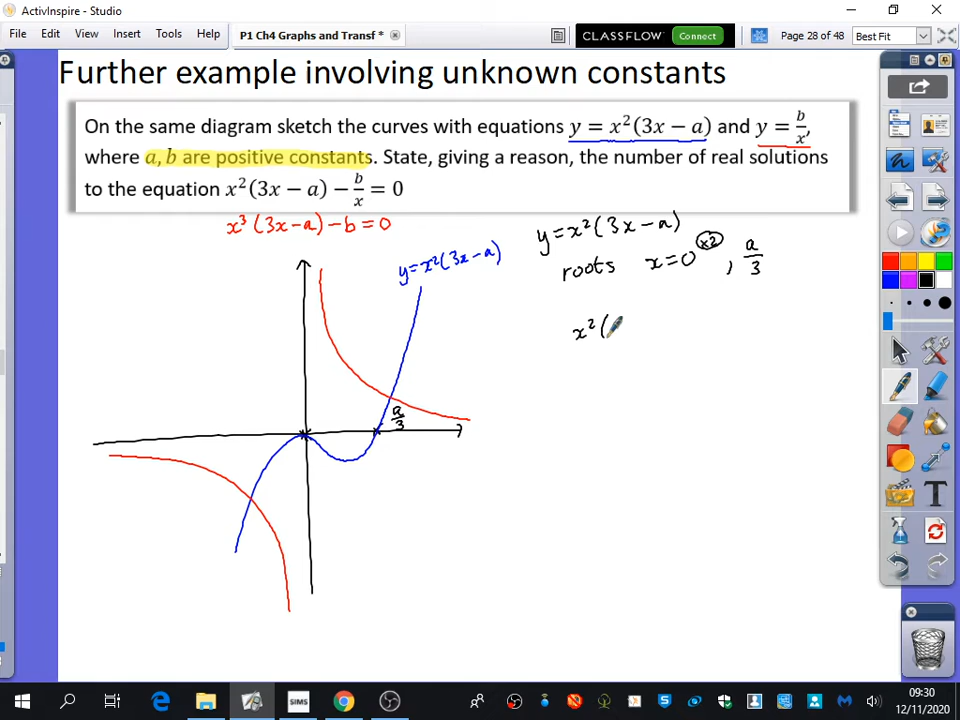 ActivInspire - Studio
File Edit View Insert Tools Help
P1 Ch4 Graphs and Transf *
CLASSFLOW Connect
Page 28 of 48
Best Fit
Further example involving unknown constants
On the same diagram sketch the curves with equations y = x²(3x − a) and y = b/x,
where a, b are positive constants. State, giving a reason, the number of real solutions
to the equation x²(3x − a) − b/x = 0
x³(3x−a)−b=0
y=x²(3x−a)
roots x=0 ×2 , a/3
y=x²(3x−a)
x²(
a/3
09:30
12/11/2020
SIMS